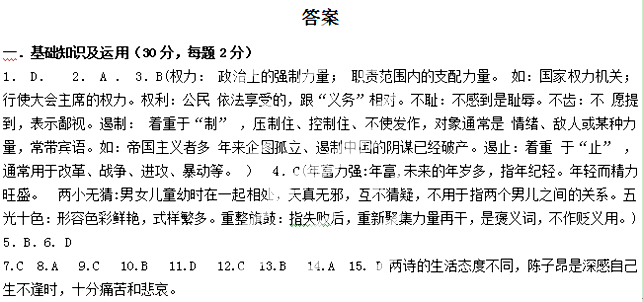 答案
一．基础知识及运用（30分，每题2分）
1． D． 2． A ． 3．B(权力： 政治上的强制力量； 职责范围内的支配力量。 如：国家权力机关；
行使大会主席的权力。权利：公民 依法享受的，跟“义务”相对。不耻：不感到是耻辱。不齿：不 愿提
到，表示鄙视。遏制： 着重于“制” ，压制住、控制住、不使发作，对象通常是 情绪、敌人或某种力
量，常带宾语。如：帝国主义者多 年来企图孤立、遏制中国的阴谋已经破产。遏止：着重 于“止” ，
通常用于改革、战争、进攻、暴动等。 ） 4．C(年富力强：年富,未来的年岁多，指年纪轻。年轻而精力
旺盛。 两小无猜:男女儿童幼时在一起相处，天真无邪，互不猜疑，不用于指两个男儿之间的关系。五
光十色：形容色彩鲜艳，式样繁多。重整旗鼓：指失败后，重新聚集力量再干，是褒义词，不作贬义用。）
5．B．6．D
7.C 8.A 9.C 10.B 11.D 12.C 13.B 14.A 15. D 两诗的生活态度不同，陈子昂是深感自己
生不逢时，十分痛苦和悲哀。